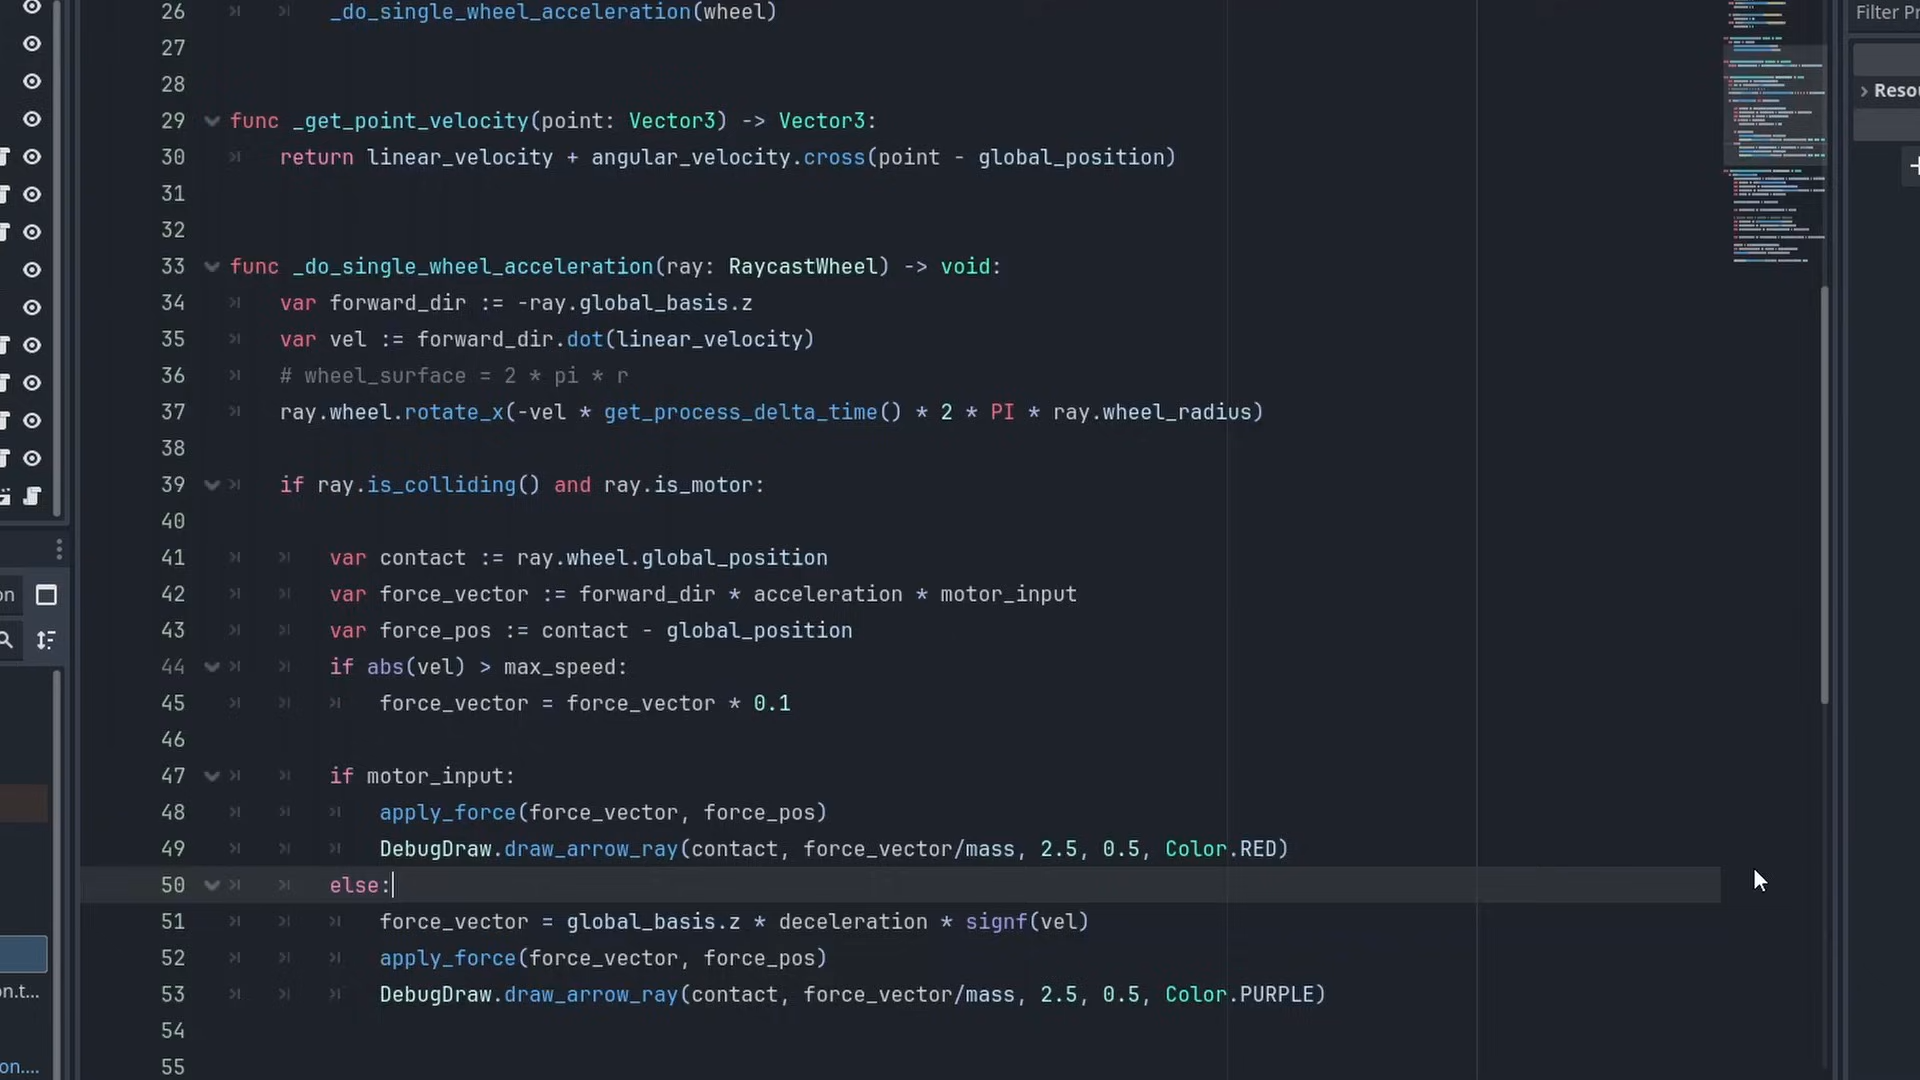 26 _do_single_wheel_acceleration(wheel)
Filter Pr
27
28
Resou
29 func _get_point_velocity(point: Vector3) -> Vector3:
30 return linear_velocity + angular_velocity.cross(point - global_position)
31
32
33 func _do_single_wheel_acceleration(ray: RaycastWheel) -> void:
34 var forward_dir := -ray.global_basis.z
35 var vel := forward_dir.dot(linear_velocity)
36 # wheel_surface = 2 * pi * r
37 ray.wheel.rotate_x(-vel * get_process_delta_time() * 2 * PI * ray.wheel_radius)
38
39 if ray.is_colliding() and ray.is_motor:
40
41 var contact := ray.wheel.global_position
42 var force_vector := forward_dir * acceleration * motor_input
on
43 var force_pos := contact - global_position
44 if abs(vel) > max_speed:
45 force_vector = force_vector * 0.1
46
47 if motor_input:
48 apply_force(force_vector, force_pos)
49 DebugDraw.draw_arrow_ray(contact, force_vector/mass, 2.5, 0.5, Color.RED)
50 else:
51 force_vector = global_basis.z * deceleration * signf(vel)
52 apply_force(force_vector, force_pos)
53 DebugDraw.draw_arrow_ray(contact, force_vector/mass, 2.5, 0.5, Color.PURPLE)
on.t...
54
55
on....